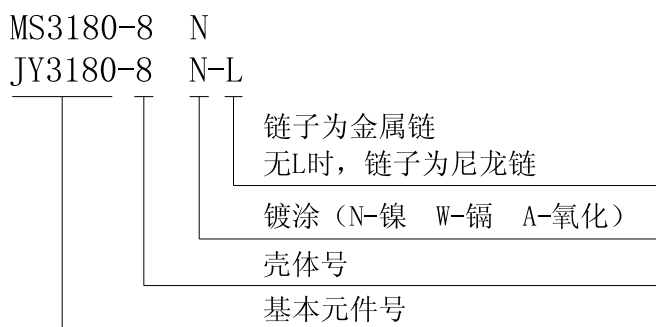 MS3180-8 N
JY3180-8 N-L
链子为金属链
无L时，链子为尼龙链
镀涂（N-镍 W-镉 A-氧化）
壳体号
基本元件号